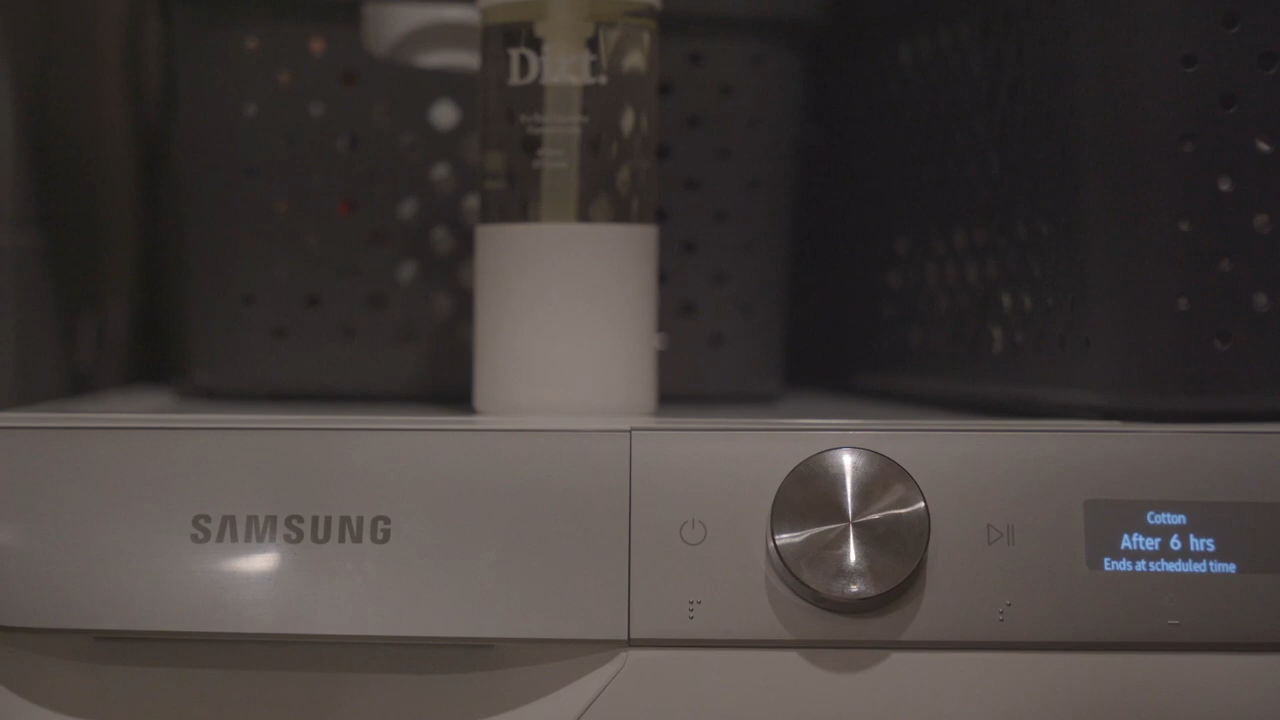 Dirt!
SAMSUNG
Cotton
After 6 hrs
Ends at scheduled time